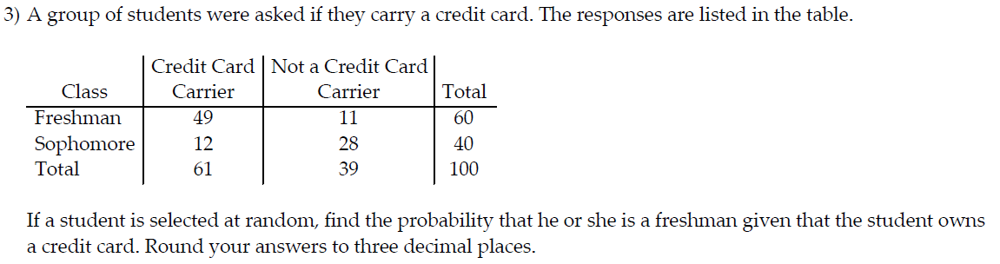 3) A group of students were asked if they carry a credit card. The responses are listed in the table.
Credit Card Not a Credit Card
Class Carrier Carrier Total
Freshman 49 11 60
Sophomore 12 28 40
Total 61 39 100
If a student is selected at random, find the probability that he or she is a freshman given that the student owns
a credit card. Round your answers to three decimal places.